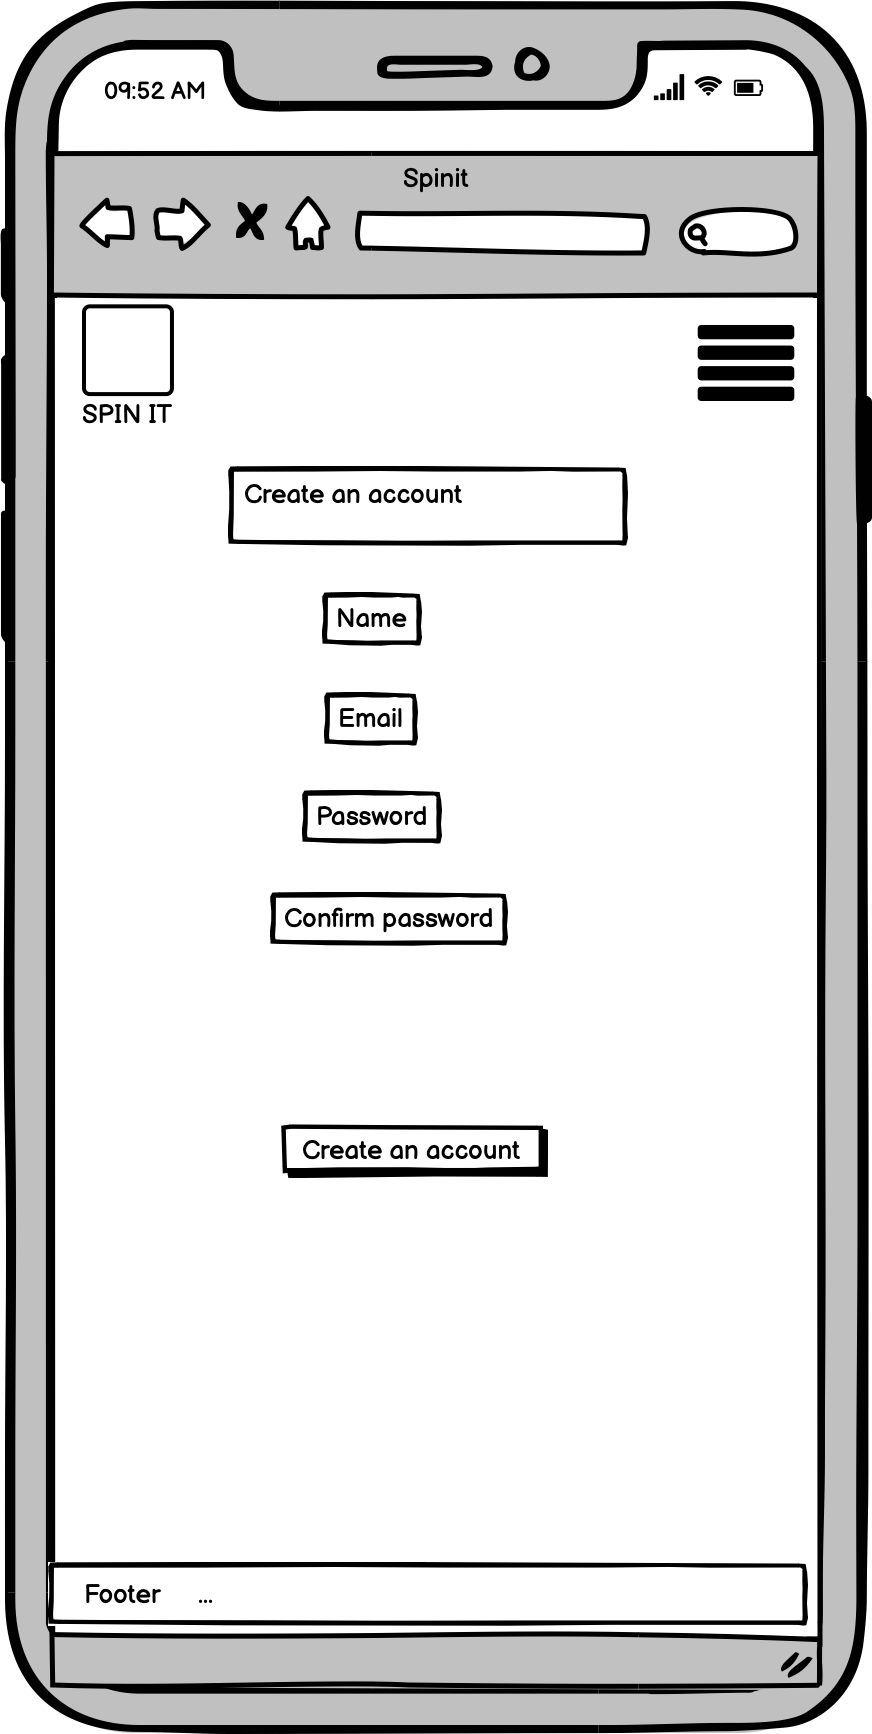 09:52 AM
Spinit
SPIN IT
Create an account
Name
Email
Password
Confirm password
Create an account
Footer ...